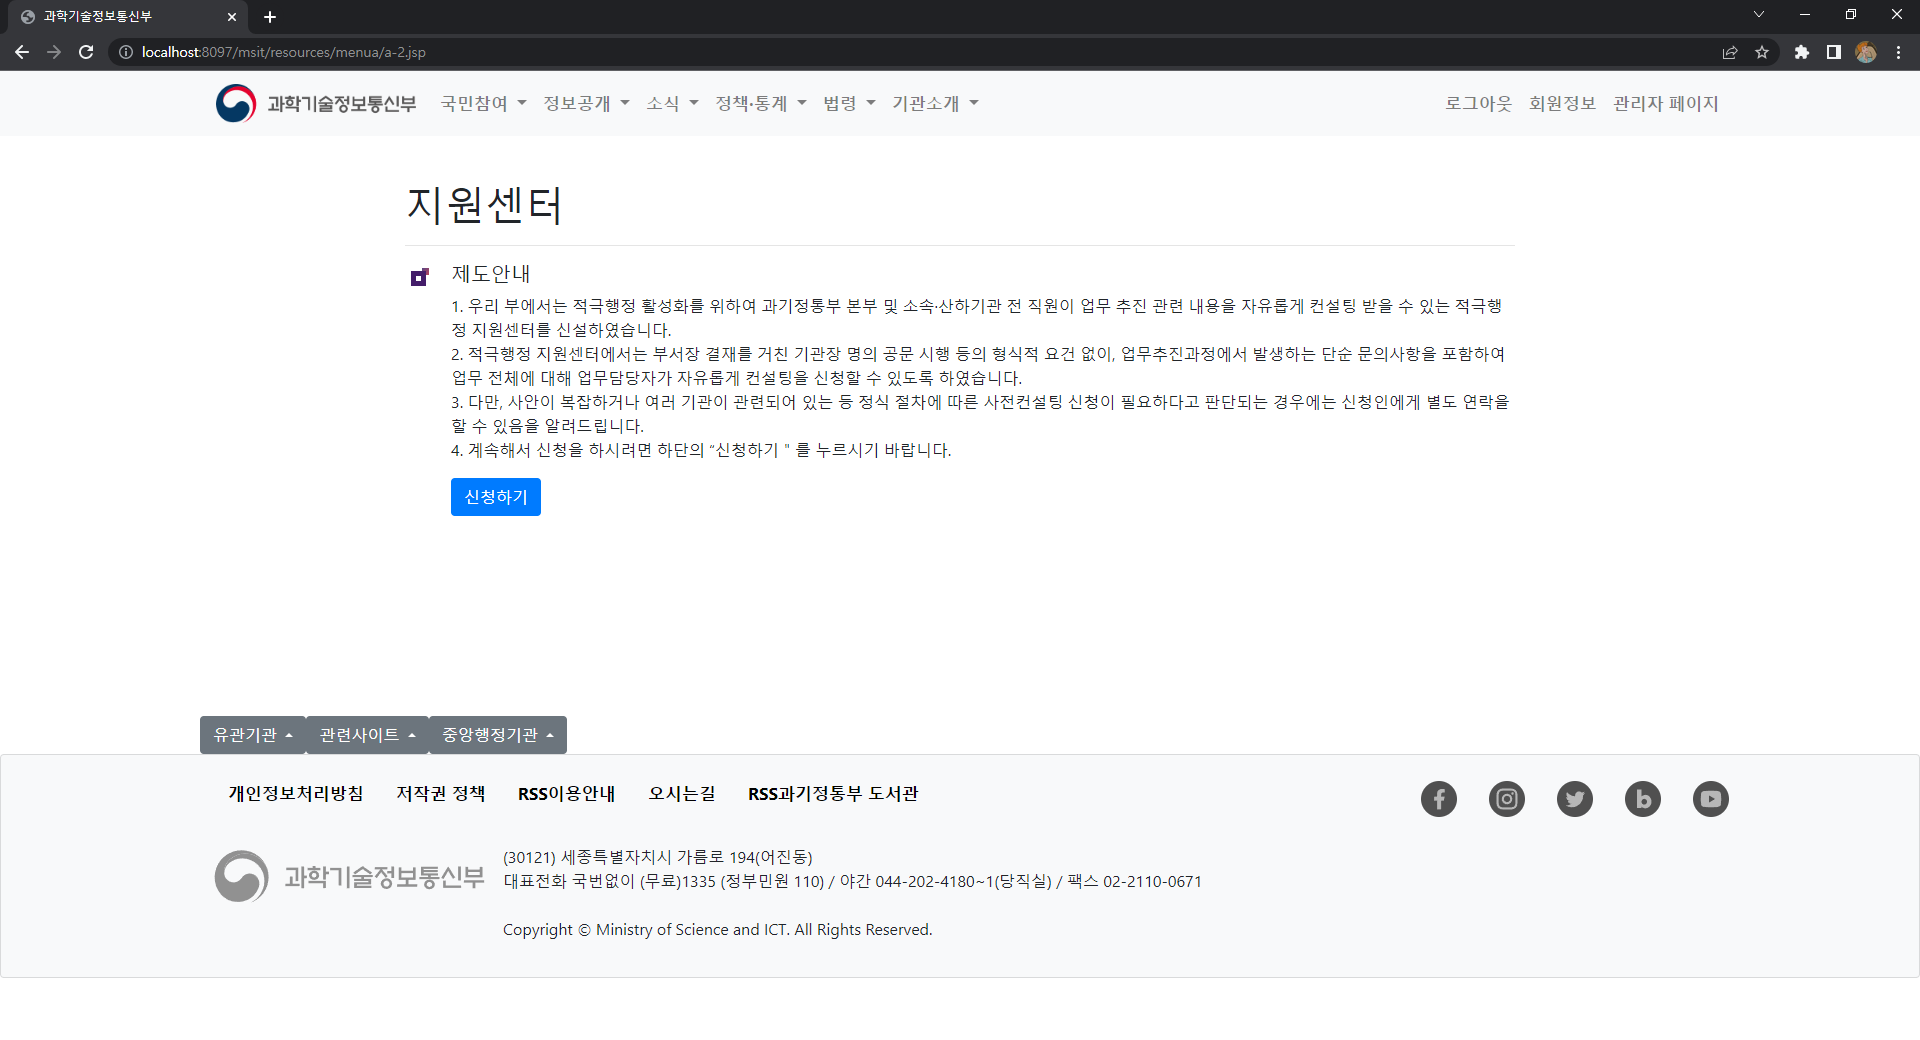 과학기술정보통신부
localhost:8097/msit/resources/menua/a-2.jsp
과학기술정보통신부 국민참여 정보공개 소식 정책·통계 법령 기관소개 로그아웃 회원정보 관리자 페이지
지원센터
제도안내
1. 우리 부에서는 적극행정 활성화를 위하여 과기정통부 본부 및 소속·산하기관 전 직원이 업무 추진 관련 내용을 자유롭게 컨설팅 받을 수 있는 적극행
정 지원센터를 신설하였습니다.
2. 적극행정 지원센터에서는 부서장 결재를 거친 기관장 명의 공문 시행 등의 형식적 요건 없이, 업무추진과정에서 발생하는 단순 문의사항을 포함하여
업무 전체에 대해 업무담당자가 자유롭게 컨설팅을 신청할 수 있도록 하였습니다.
3. 다만, 사안이 복잡하거나 여러 기관이 관련되어 있는 등 정식 절차에 따른 사전컨설팅 신청이 필요하다고 판단되는 경우에는 신청인에게 별도 연락을
할 수 있음을 알려드립니다.
4. 계속해서 신청을 하시려면 하단의 “신청하기 " 를 누르시기 바랍니다.
신청하기
유관기관 관련사이트 중앙행정기관
개인정보처리방침 저작권 정책 RSS이용안내 오시는길 RSS과기정통부 도서관
과학기술정보통신부
(30121) 세종특별자치시 가름로 194(어진동)
대표전화 국번없이 (무료)1335 (정부민원 110) / 야간 044-202-4180~1(당직실) / 팩스 02-2110-0671
Copyright © Ministry of Science and ICT. All Rights Reserved.